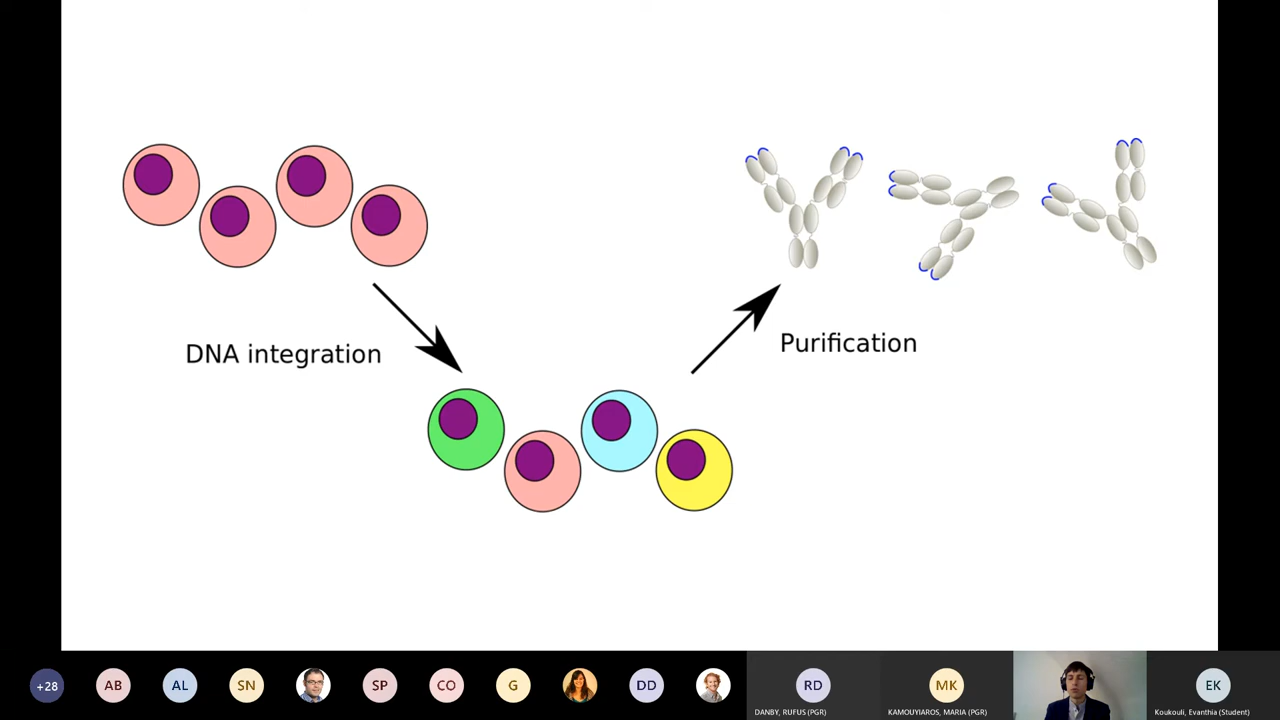 DNA integration
Purification
+28
AB
AL
SN
SP
CO
G
DD
RD
DANBY, RUFUS (PGR)
MK
KAMOUYIAROS, MARIA (PGR)
EK
Koukouli, Evanthia (Student)